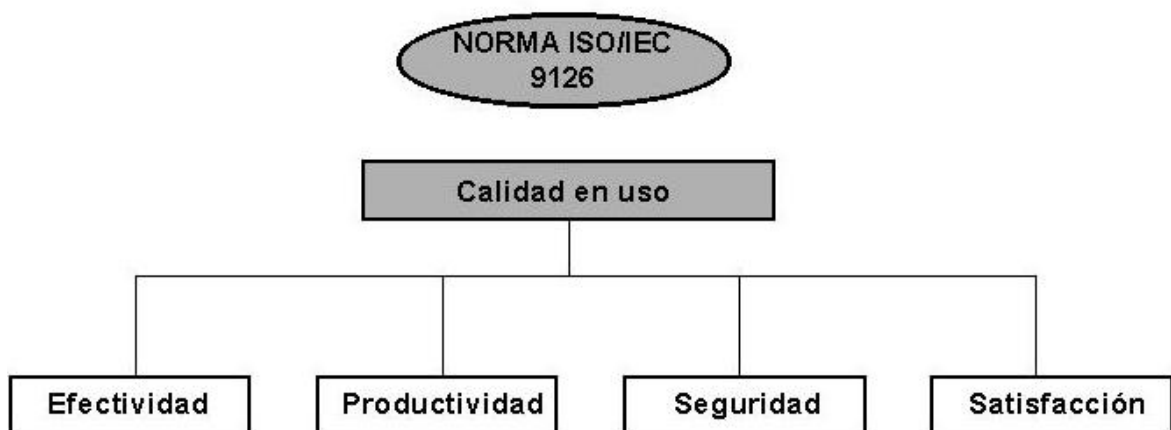 NORMA ISO/IEC
9126
Calidad en uso
Efectividad
Productividad
Seguridad
Satisfacción